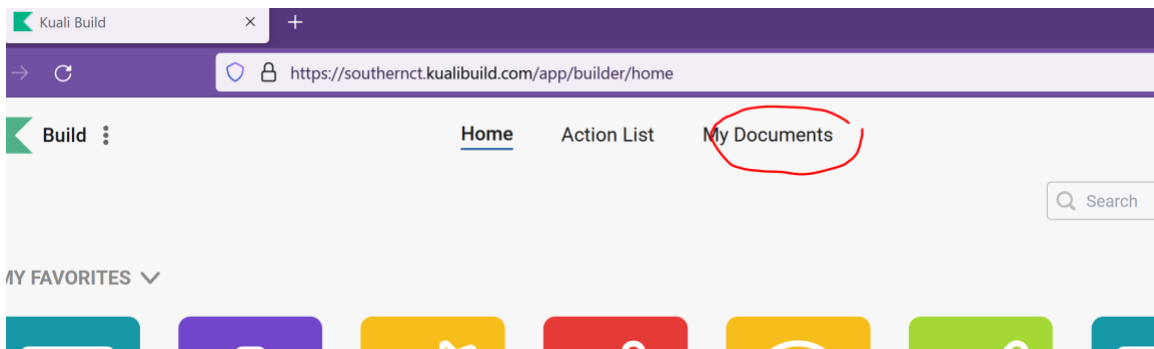 Kuali Build
https://southernct.kualibuild.com/app/builder/home
Build Home Action List My Documents
Search
MY FAVORITES